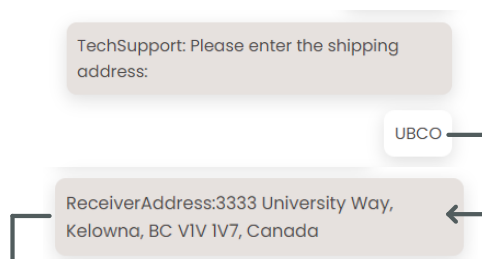 TechSupport: Please enter the shipping
address:
UBCO
ReceiverAddress:3333 University Way,
Kelowna, BC V1V 1V7, Canada